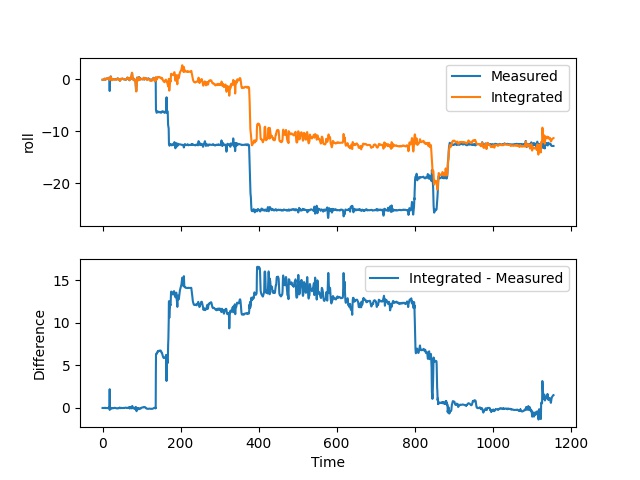 0
−10
−20
roll
Measured
Integrated
15
10
5
0
Difference
Integrated - Measured
0 200 400 600 800 1000 1200
Time